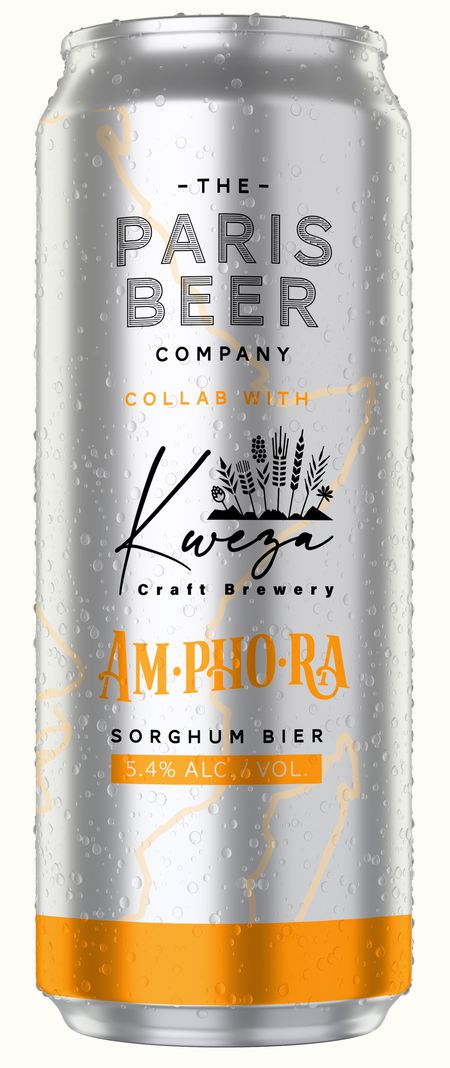 -THE-
PARIS
BEER
COMPANY
COLLAB WITH
Kweza
Craft Brewery
AM·PHO·RA
SORGHUM BIER
5.4% ALC./VOL.